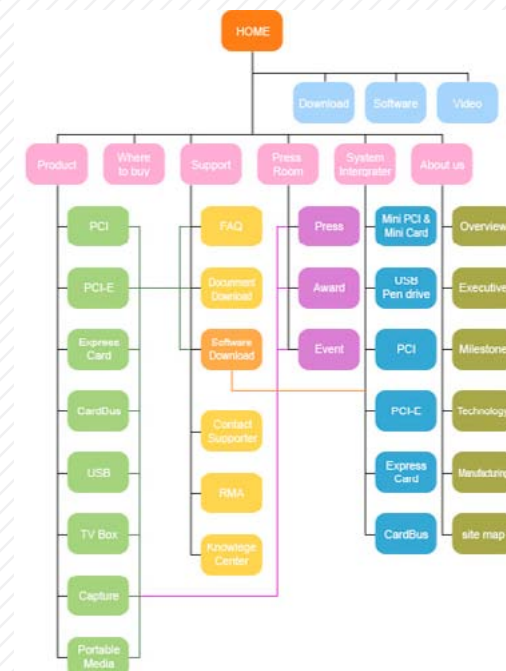 HOME
Download
Software
Video
Product
Where
to buy
Support
Press
Room
System
Intergrater
About us
PCI
FAQ
Press
Mini PCI &
Mini Card
Overview
PCI-E
Document
Download
Award
USB
Pen drive
Executive
Express
Card
Software
Download
Event
PCI
Milestone
CardBus
Contact
Supporter
PCI-E
Technology
USB
RMA
Express
Card
Manufacturing
TV Box
Knowlege
Center
CardBus
site map
Capture
Portable
Media